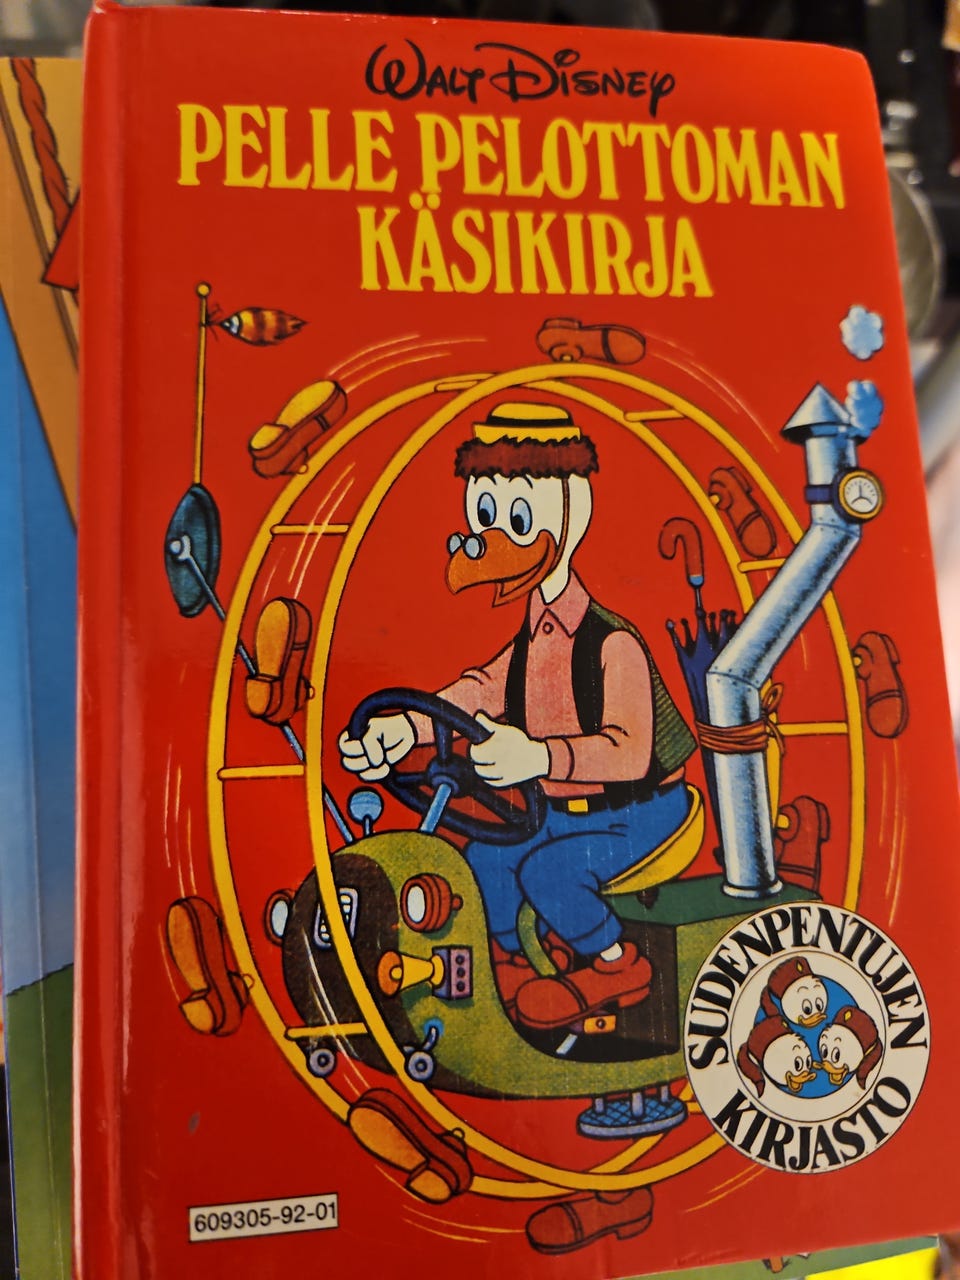 WALT DISNEY
PELLE PELOTTOMAN
KÄSIKIRJA
SUDENPENTUJEN
KIRJASTO
609305-92-01